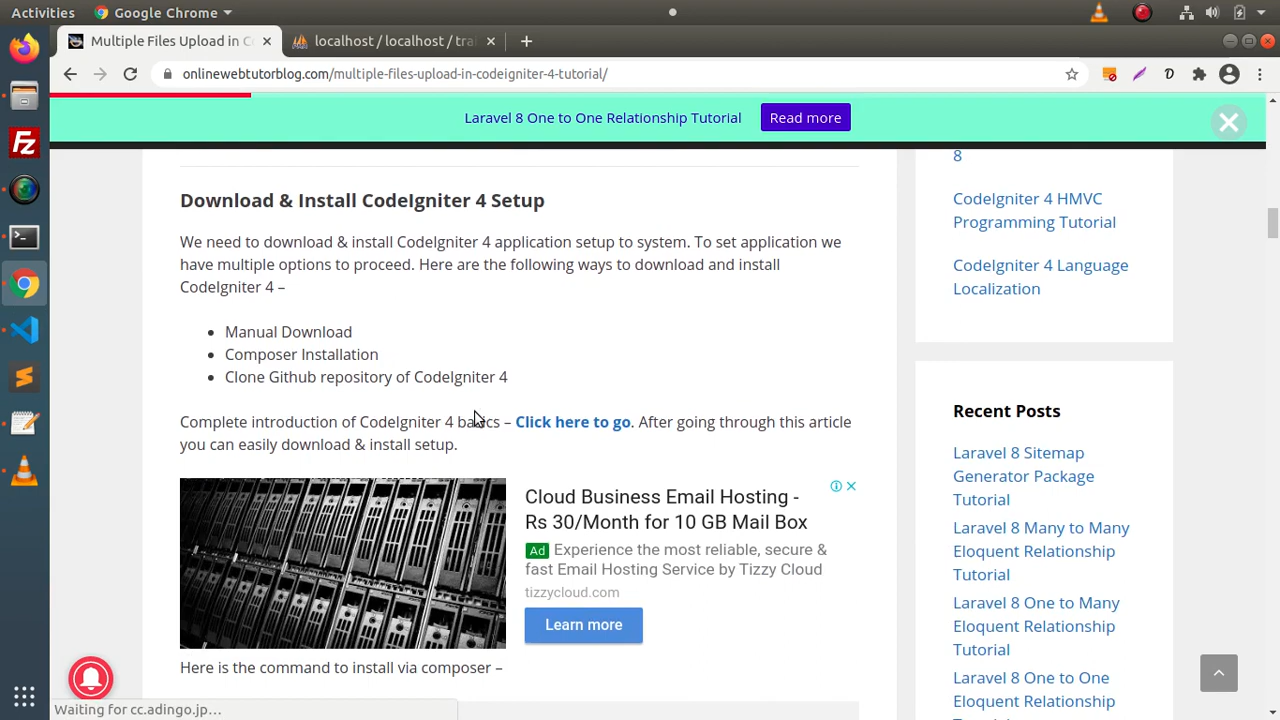 Activities
Google Chrome
Multiple Files Upload in Co
localhost / localhost / tra
onlinewebtutorblog.com/multiple-files-upload-in-codeigniter-4-tutorial/
Laravel 8 One to One Relationship Tutorial
Read more
Download & Install CodeIgniter 4 Setup
We need to download & install CodeIgniter 4 application setup to system. To set application we
have multiple options to proceed. Here are the following ways to download and install
CodeIgniter 4 –
• Manual Download
• Composer Installation
• Clone Github repository of CodeIgniter 4
Complete introduction of CodeIgniter 4 basics – Click here to go. After going through this article
you can easily download & install setup.
Cloud Business Email Hosting -
Rs 30/Month for 10 GB Mail Box
Ad Experience the most reliable, secure &
fast Email Hosting Service by Tizzy Cloud
tizzycloud.com
Learn more
Here is the command to install via composer –
8
CodeIgniter 4 HMVC
Programming Tutorial
CodeIgniter 4 Language
Localization
Recent Posts
Laravel 8 Sitemap
Generator Package
Tutorial
Laravel 8 Many to Many
Eloquent Relationship
Tutorial
Laravel 8 One to Many
Eloquent Relationship
Tutorial
Laravel 8 One to One
Eloquent Relationship
Waiting for cc.adingo.jp…